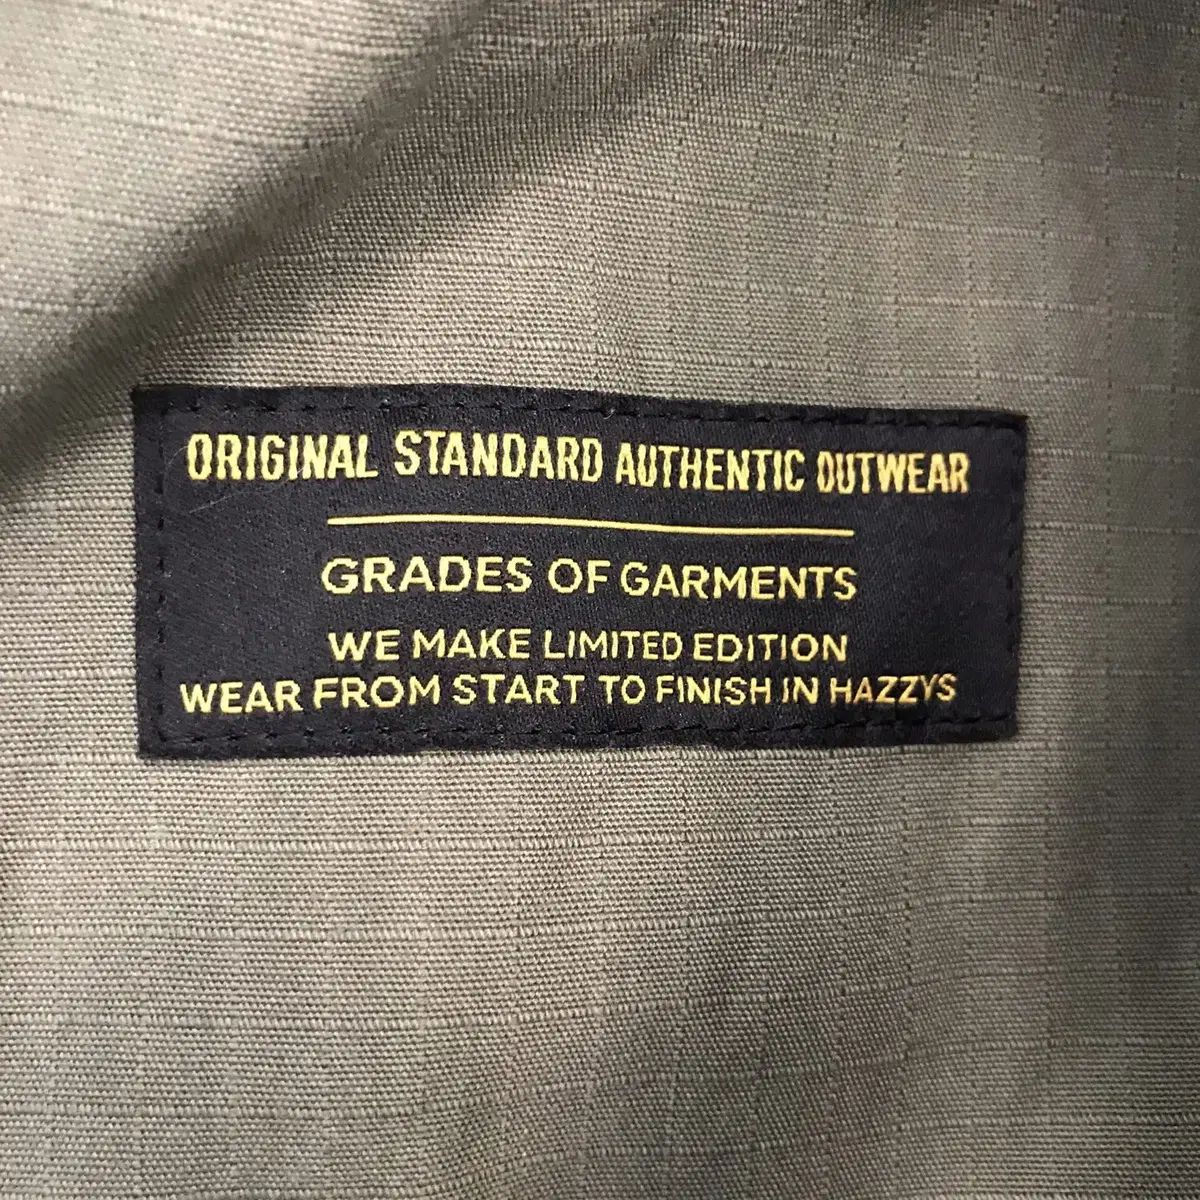 ORIGINAL STANDARD AUTHENTIC OUTWEAR
GRADES OF GARMENTS
WE MAKE LIMITED EDITION
WEAR FROM START TO FINISH IN HAZZYS